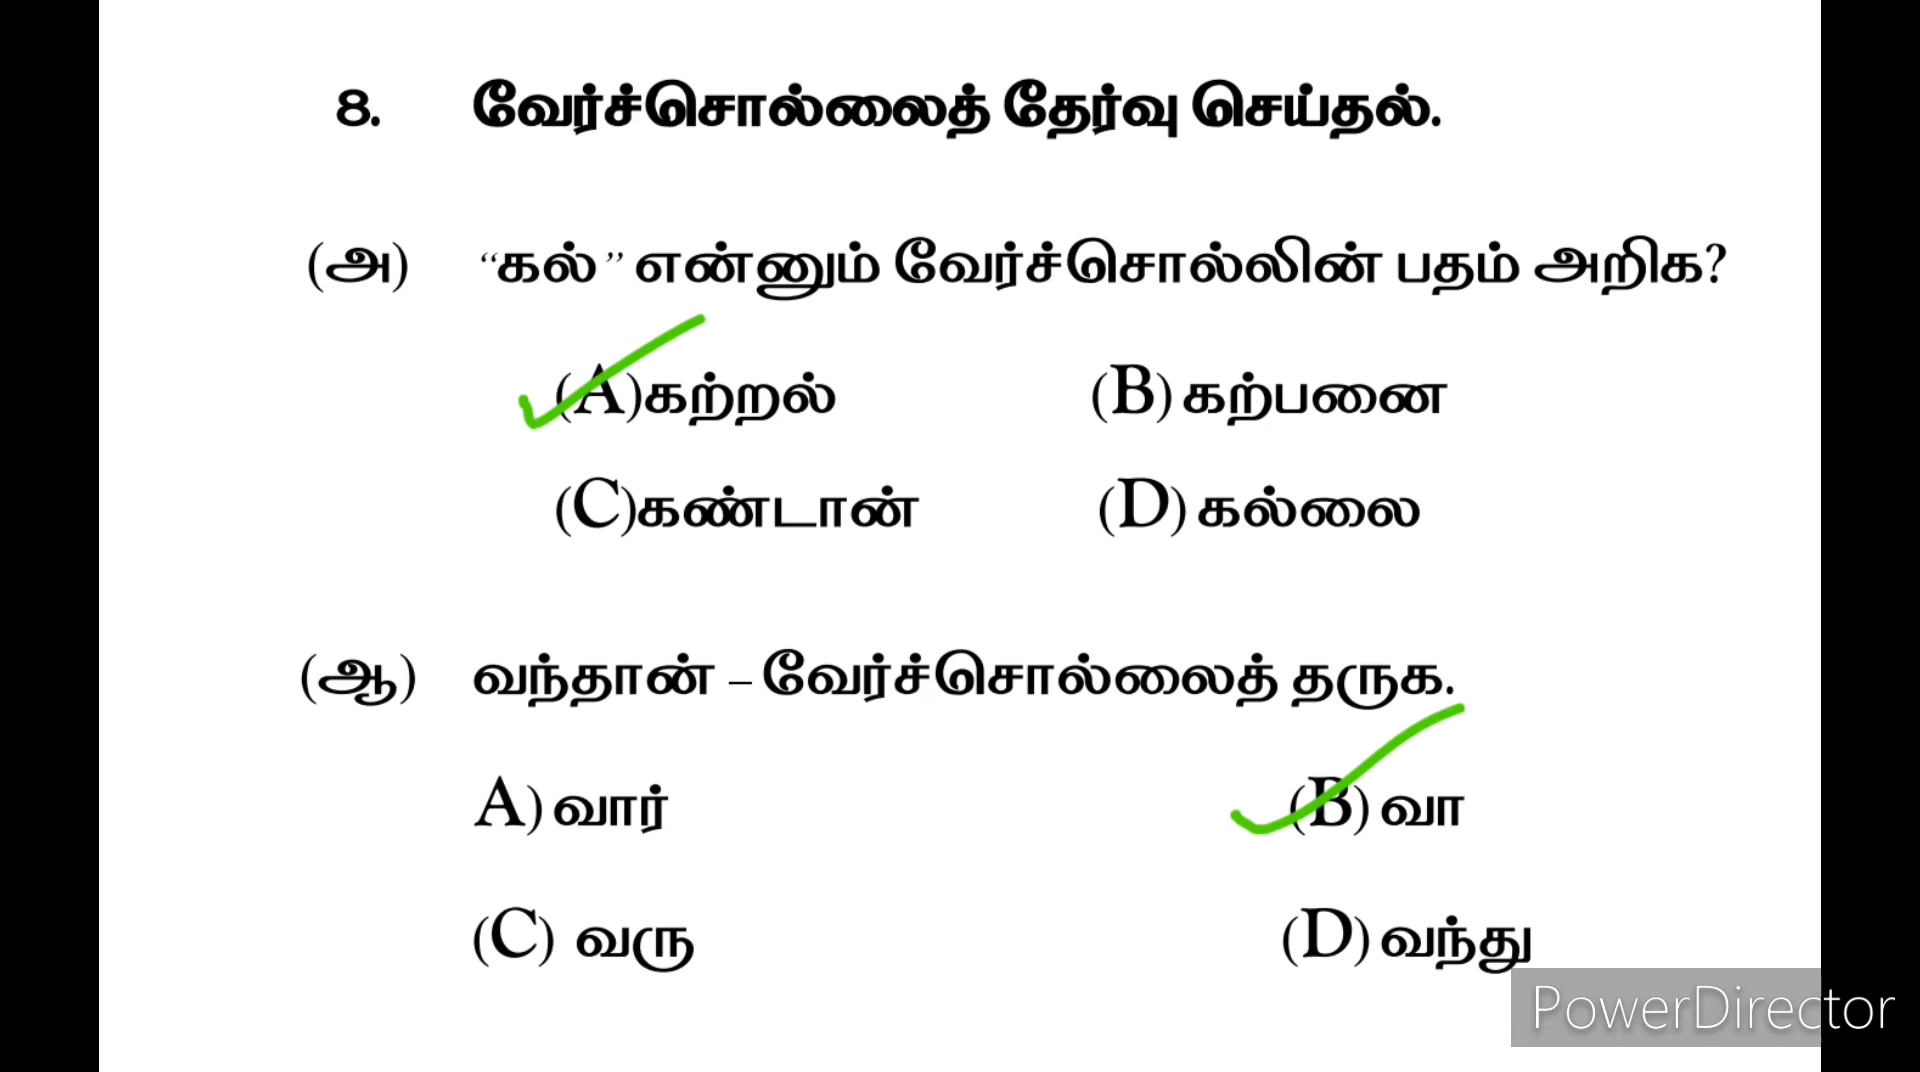 8. வேர்ச்சொல்லைத் தேர்வு செய்தல்.
(அ) “கல்” என்னும் வேர்ச்சொல்லின் பதம் அறிக?
(A)கற்றல் (B) கற்பனை
(C)கண்டான் (D) கல்லை
(ஆ) வந்தான் – வேர்ச்சொல்லைத் தருக.
A) வார் (B) வா
(C) வரு (D) வந்து
PowerDirector